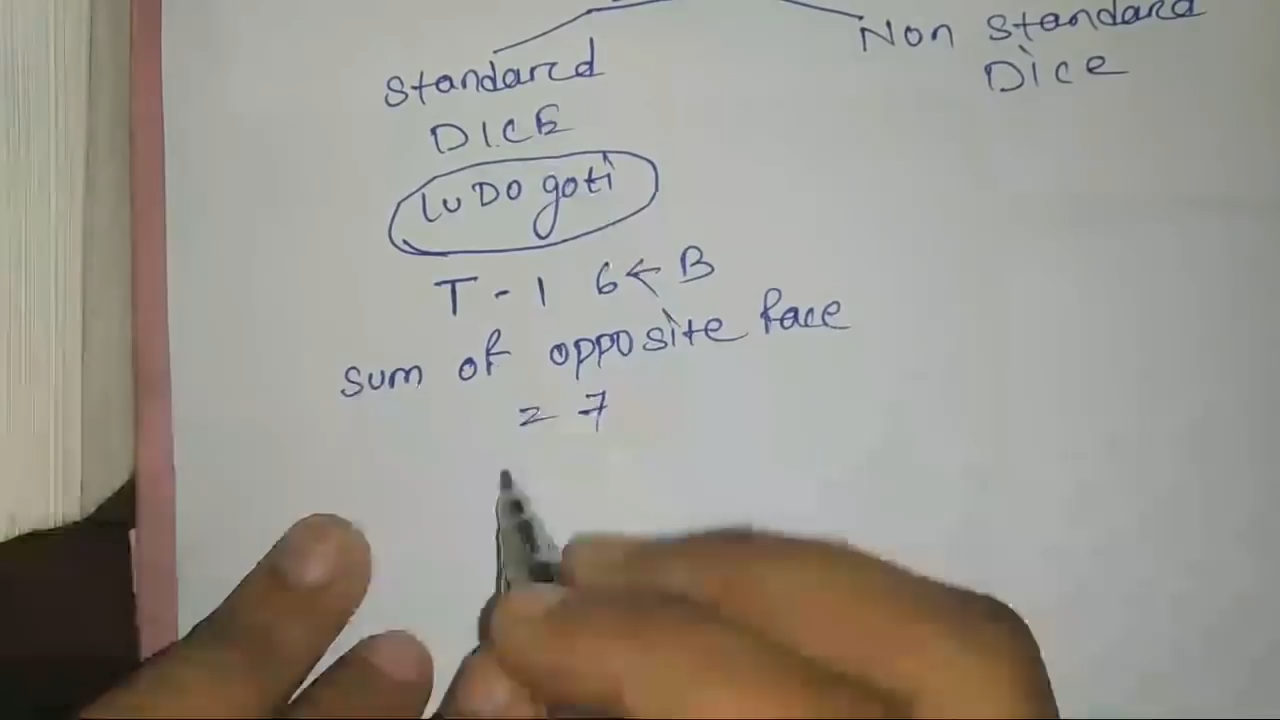 Standard
DICE
Non Standard
Dice
LUDO goti
T - 1 6 ← B
sum of opposite face
= 7